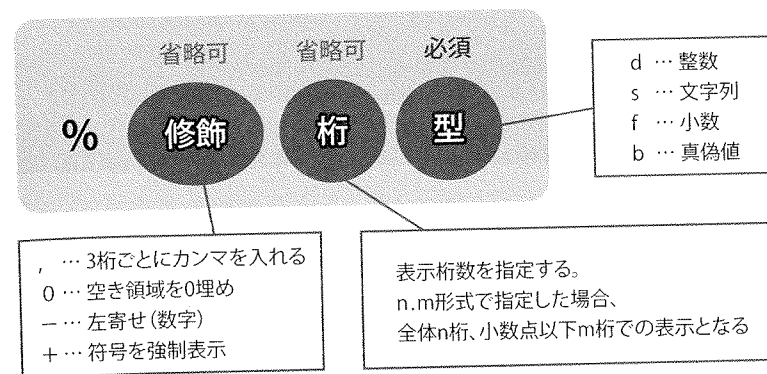 省略可 省略可 必須
% 修飾 桁 型
d … 整数
s … 文字列
f … 小数
b … 真偽値
, … 3桁ごとにカンマを入れる
0 … 空き領域を0埋め
− … 左寄せ(数字)
+ … 符号を強制表示
表示桁数を指定する。
n.m形式で指定した場合、
全体n桁、小数点以下m桁での表示となる